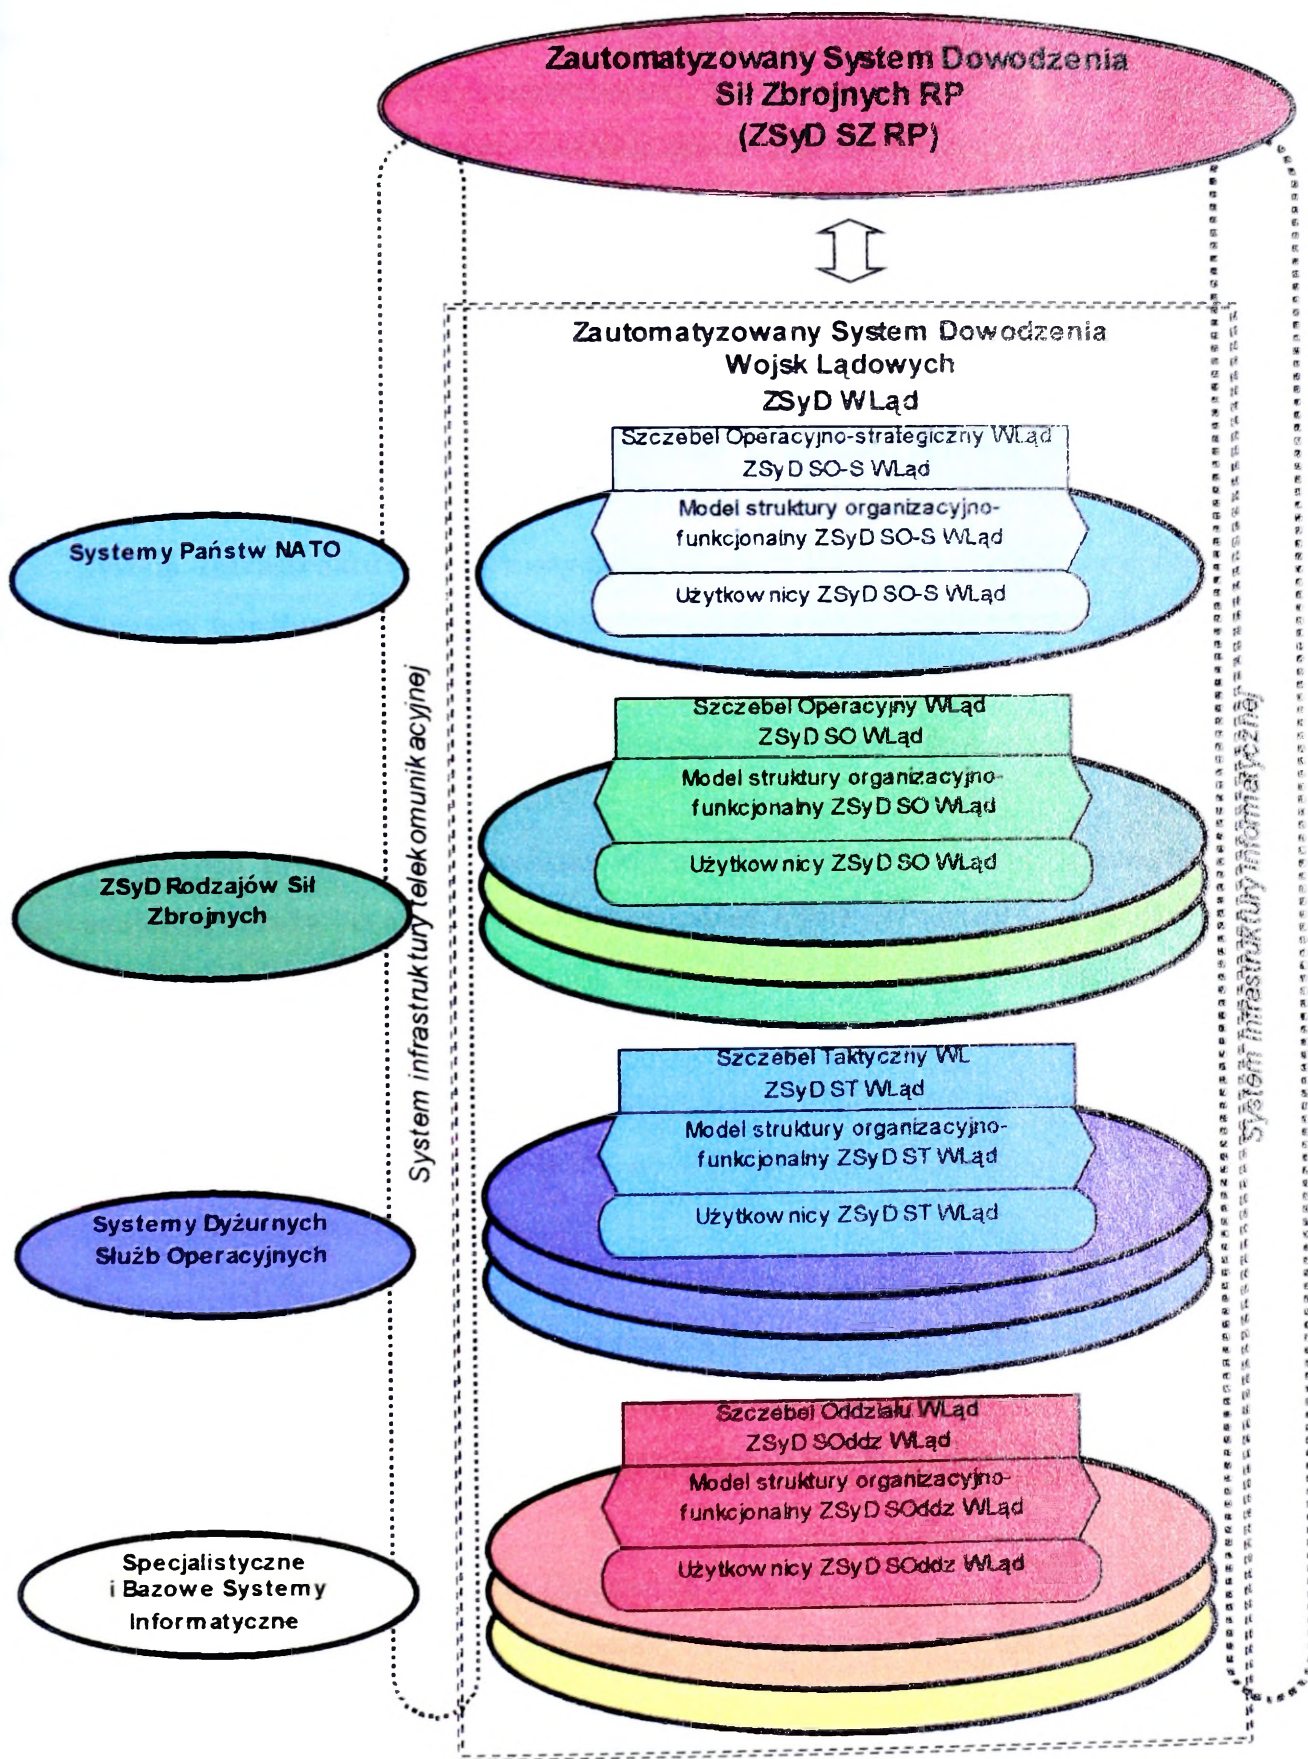 Zautomatyzowany System Dowodzenia
Sił Zbrojnych RP
(ZSyD SZ RP)
Zautomatyzowany System Dowodzenia
Wojsk Lądowych
ZSyD WLąd
Szczebel Operacyjno-strategiczny WLąd
ZSyD SO-S WLąd
Model struktury organizacyjno-
funkcjonalny ZSyD SO-S WLąd
Użytkownicy ZSyD SO-S WLąd
Systemy Państw NATO
Szczebel Operacyjny WLąd
ZSyD SO WLąd
Model struktury organizacyjno-
funkcjonalny ZSyD SO WLąd
Użytkownicy ZSyD SO WLąd
ZSyD Rodzajów Sił
Zbrojnych
System infrastruktury telekomunikacyjnej
System infrastruktury informatycznej
Szczebel Taktyczny WL
ZSyD ST WLąd
Model struktury organizacyjno-
funkcjonalny ZSyD ST WLąd
Użytkownicy ZSyD ST WLąd
Systemy Dyżurnych
Służb Operacyjnych
Szczebel Oddziału WLąd
ZSyD SOddz WLąd
Model struktury organizacyjno-
funkcjonalny ZSyD SOddz WLąd
Użytkownicy ZSyD SOddz WLąd
Specjalistyczne
i Bazowe Systemy
Informatyczne